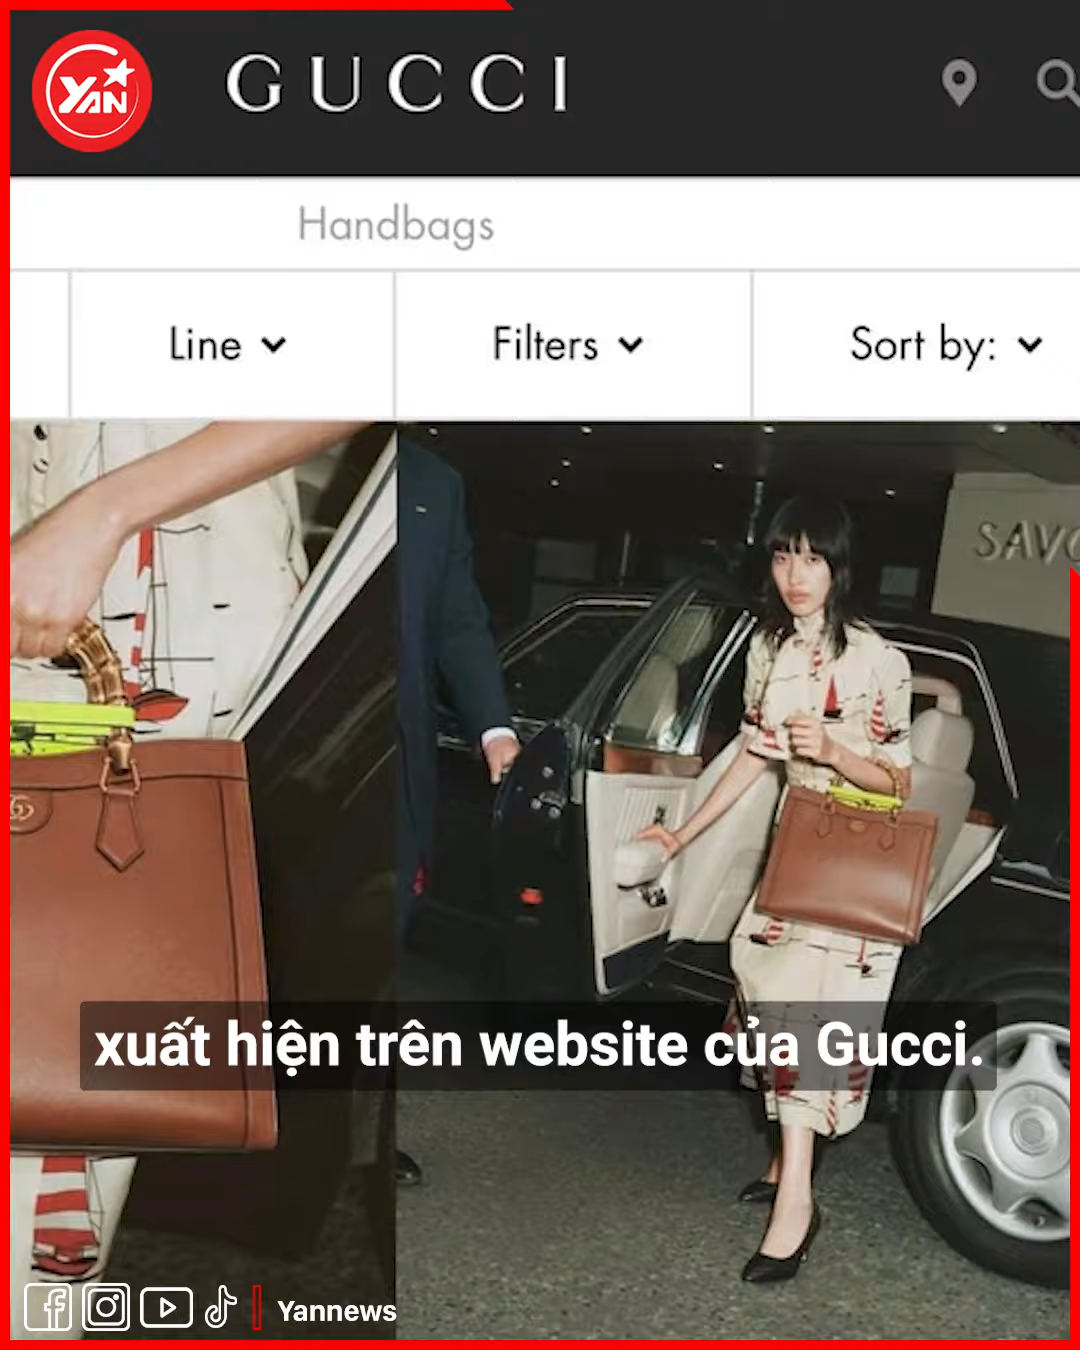 YAN
GUCCI
Handbags
Line
Filters
Sort by:
SAVO
xuất hiện trên website của Gucci.
Yannews